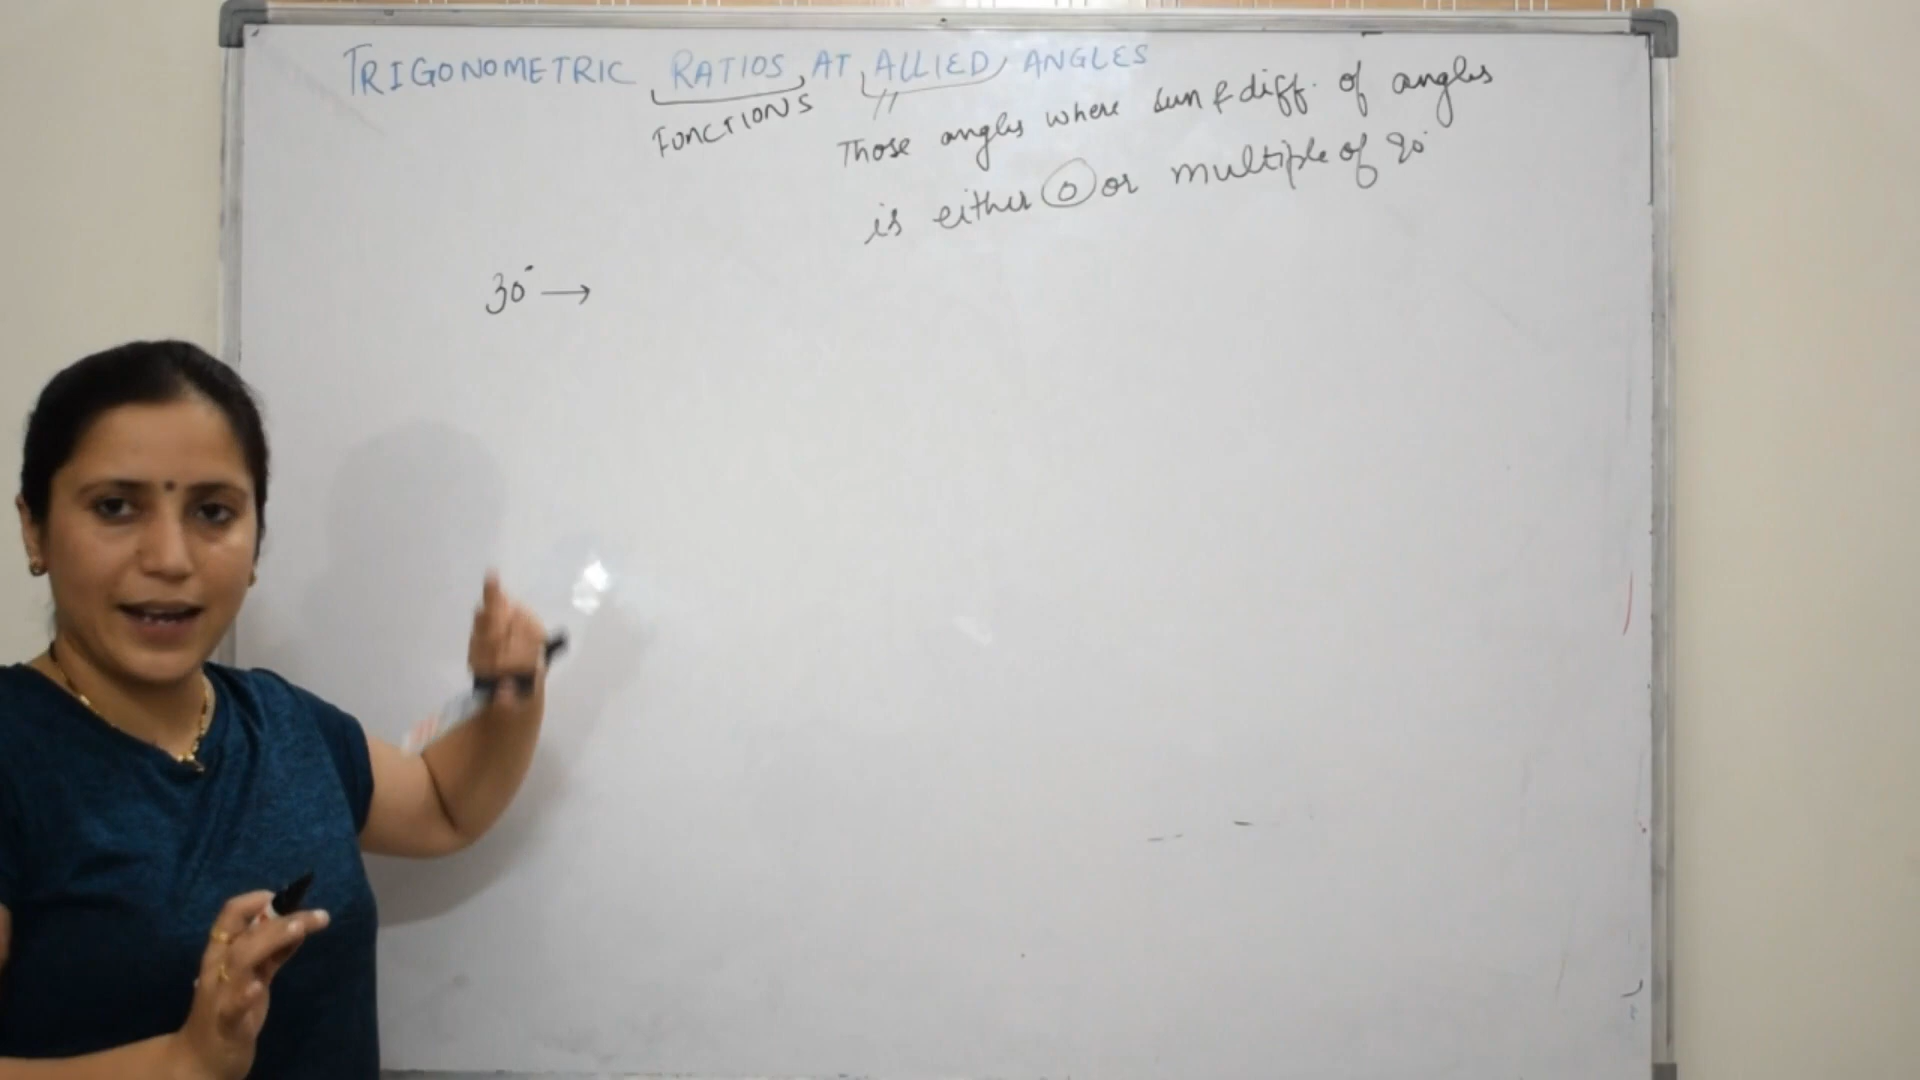 TRIGONOMETRIC RATIOS AT ALLIED ANGLES
FUNCTIONS
Those angles where sum & diff. of angles
is either 0 or multiple of 90°
30° →